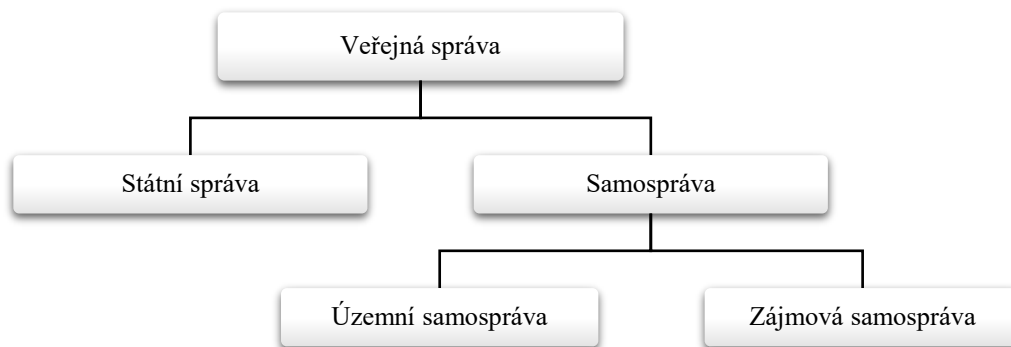 Veřejná správa
Státní správa
Samospráva
Územní samospráva
Zájmová samospráva